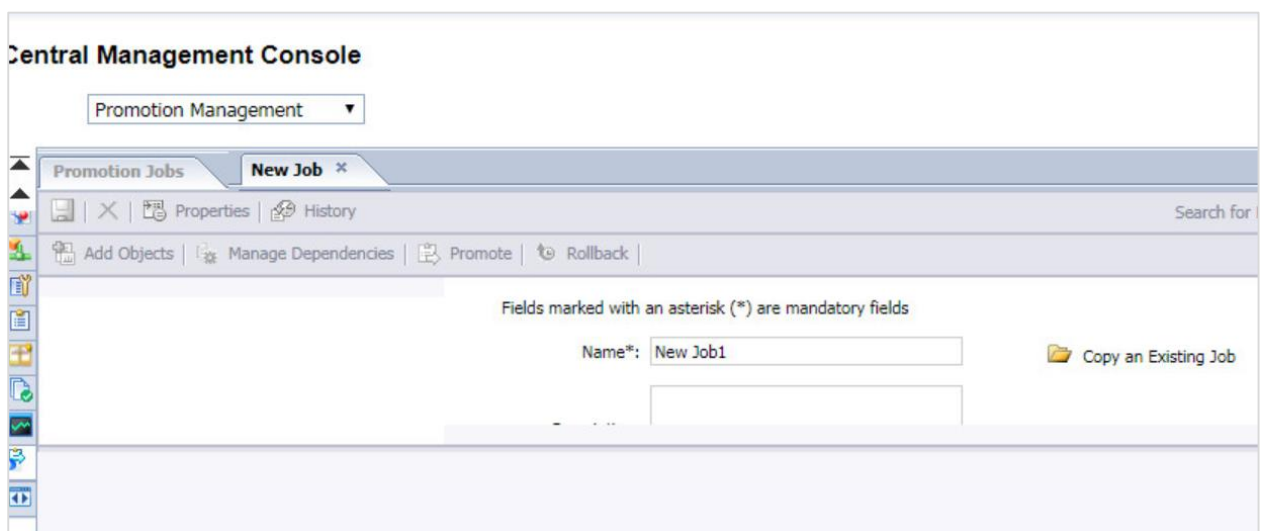 Central Management Console
Promotion Management
Promotion Jobs New Job
Properties History Search for
Add Objects Manage Dependencies Promote Rollback
Fields marked with an asterisk (*) are mandatory fields
Name*: New Job1 Copy an Existing Job